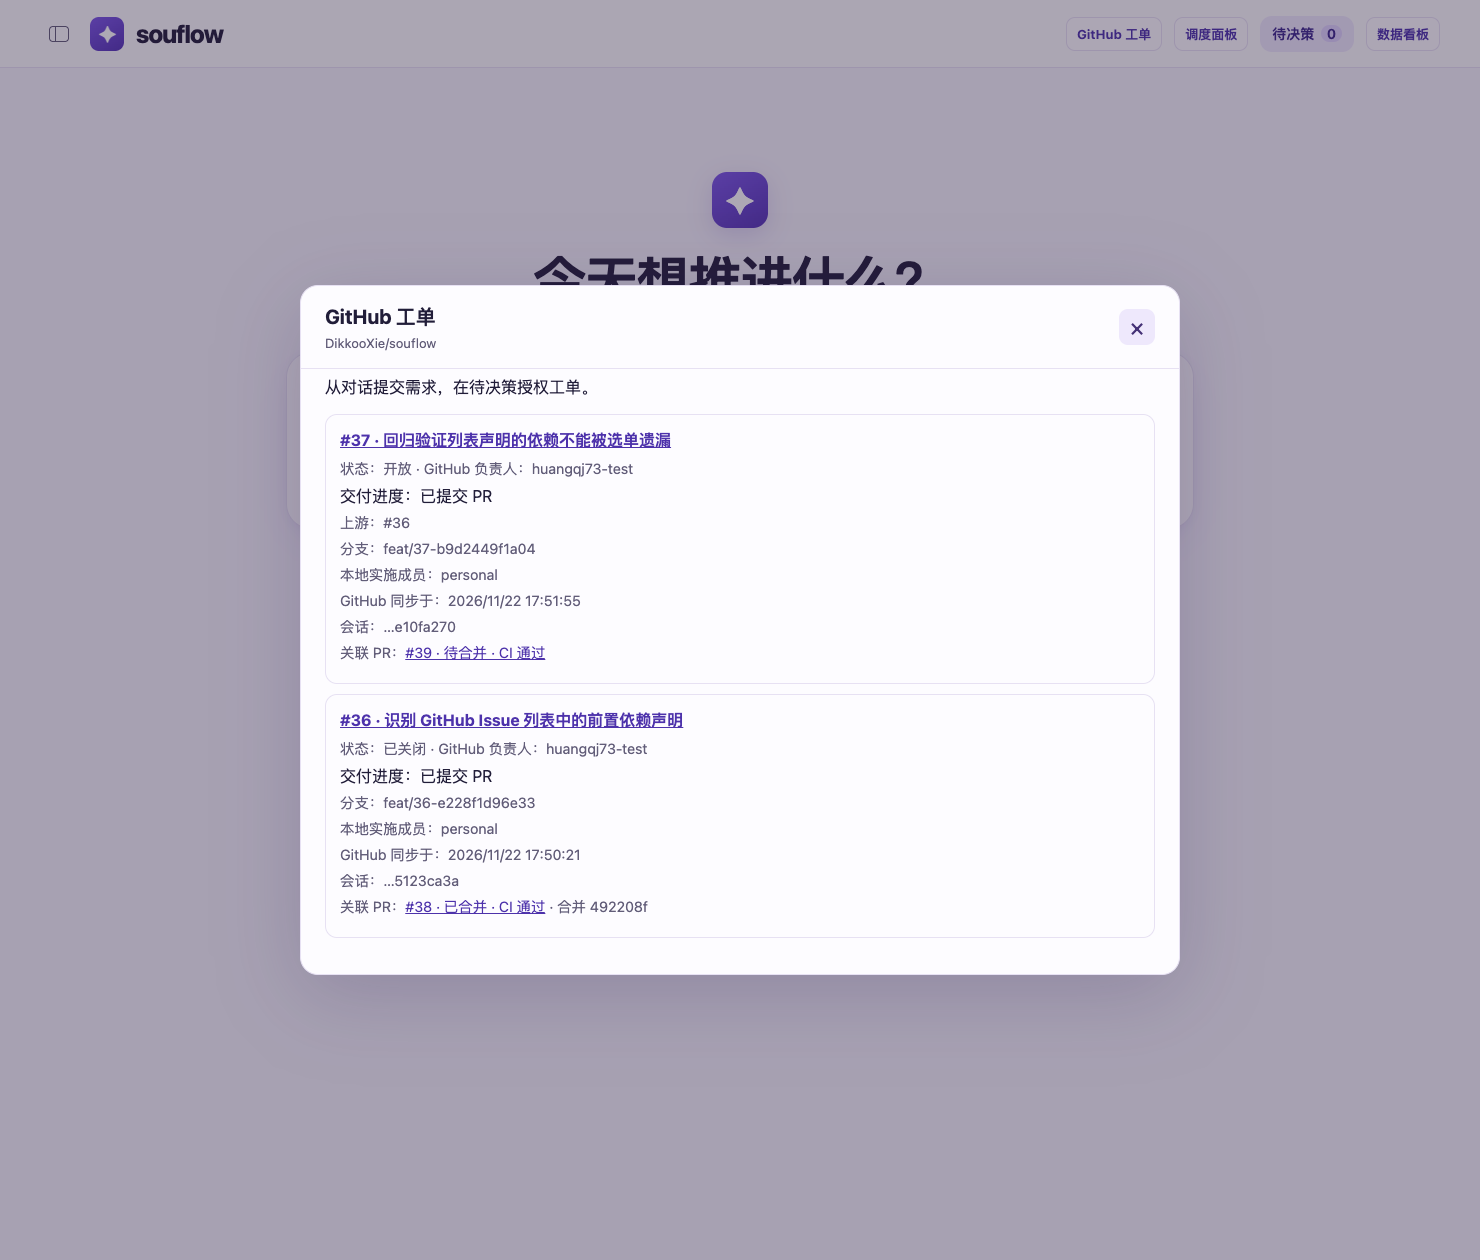 souflow
GitHub 工单
调度面板
待决策 0
数据看板
今天想推进什么？
GitHub 工单
DikkooXie/souflow
从对话提交需求，在待决策授权工单。
#37 · 回归验证列表声明的依赖不能被选单遗漏
状态：开放 · GitHub 负责人：huangqj73-test
交付进度：已提交 PR
上游：#36
分支：feat/37-b9d2449f1a04
本地实施成员：personal
GitHub 同步于：2026/11/22 17:51:55
会话：…e10fa270
关联 PR：#39 · 待合并 · CI 通过
#36 · 识别 GitHub Issue 列表中的前置依赖声明
状态：已关闭 · GitHub 负责人：huangqj73-test
交付进度：已提交 PR
分支：feat/36-e228f1d96e33
本地实施成员：personal
GitHub 同步于：2026/11/22 17:50:21
会话：…5123ca3a
关联 PR：#38 · 已合并 · CI 通过 · 合并 492208f